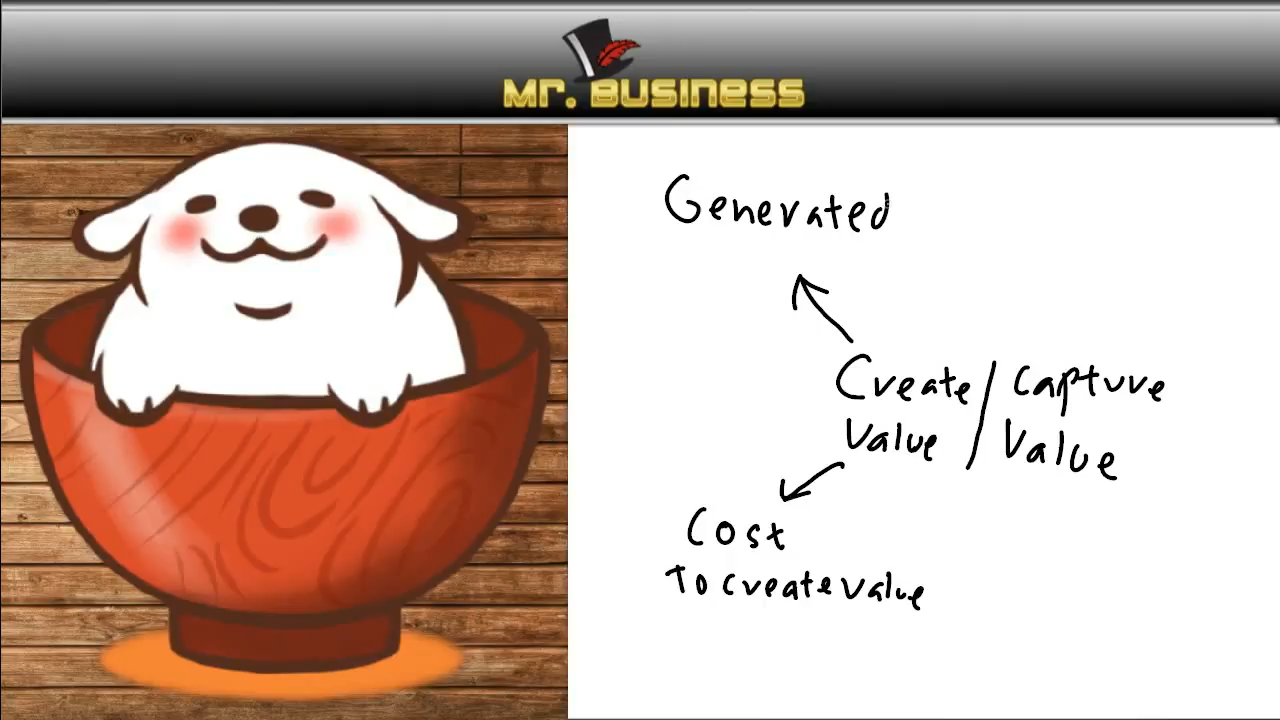 Mr. Business
Generated
Create / Capture
Value / Value
Cost
To create value